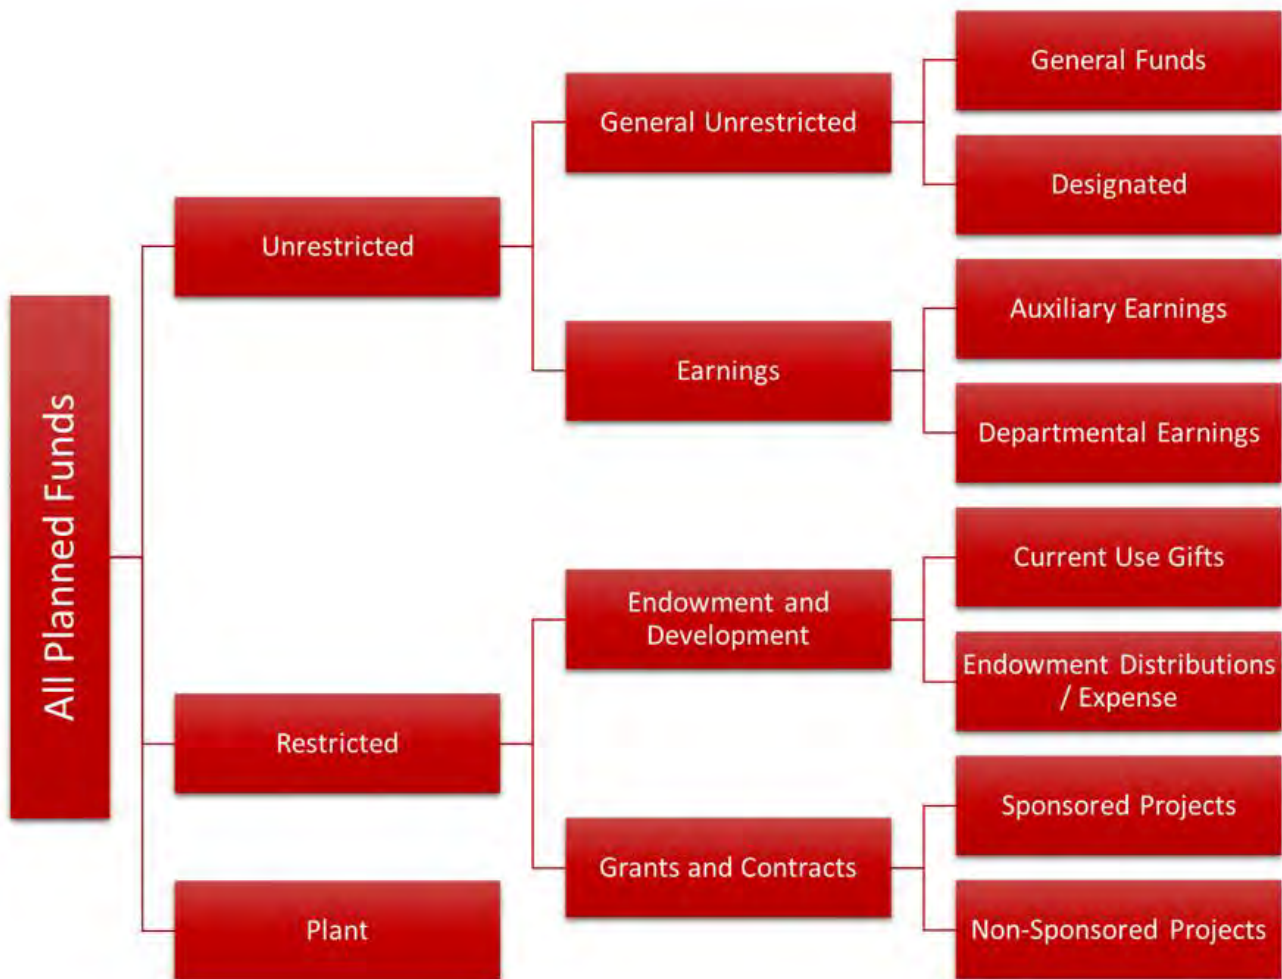 All Planned Funds
Unrestricted
General Unrestricted
General Funds
Designated
Earnings
Auxiliary Earnings
Departmental Earnings
Restricted
Endowment and
Development
Current Use Gifts
Endowment Distributions
/ Expense
Grants and Contracts
Sponsored Projects
Non-Sponsored Projects
Plant